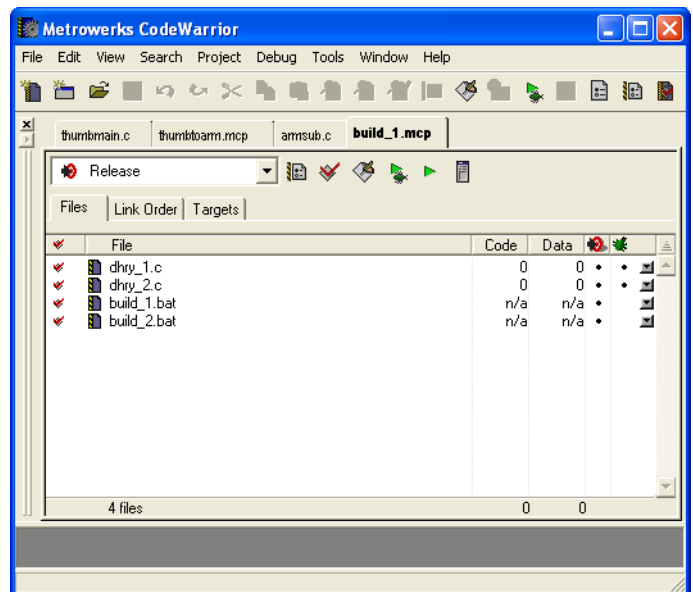 Metrowerks CodeWarrior
File Edit View Search Project Debug Tools Window Help
thumbmain.c thumbtoarm.mcp armsub.c build_1.mcp
Release
Files Link Order Targets
File Code Data
dhry_1.c 0 0
dhry_2.c 0 0
build_1.bat n/a n/a
build_2.bat n/a n/a
4 files 0 0